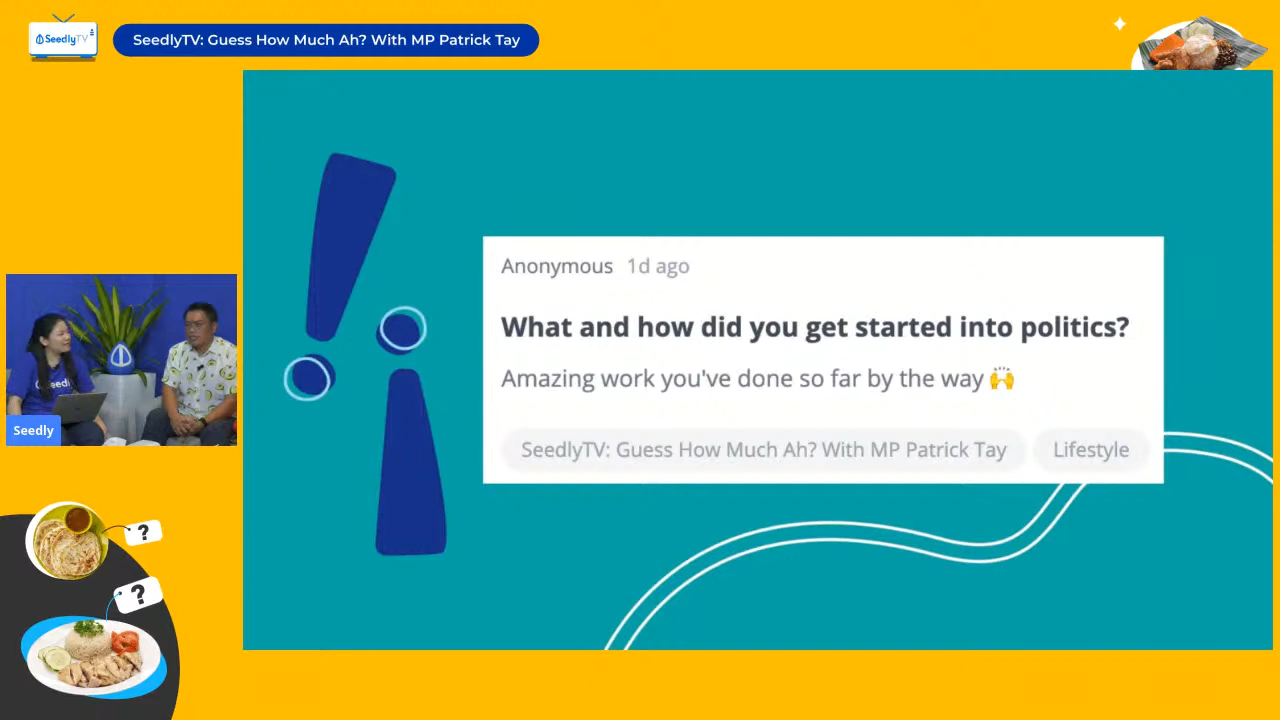 SeedlyTV
SeedlyTV: Guess How Much Ah? With MP Patrick Tay
Anonymous 1d ago
What and how did you get started into politics?
Amazing work you've done so far by the way 🙌
SeedlyTV: Guess How Much Ah? With MP Patrick Tay Lifestyle
Seedly
Seedly
?
?